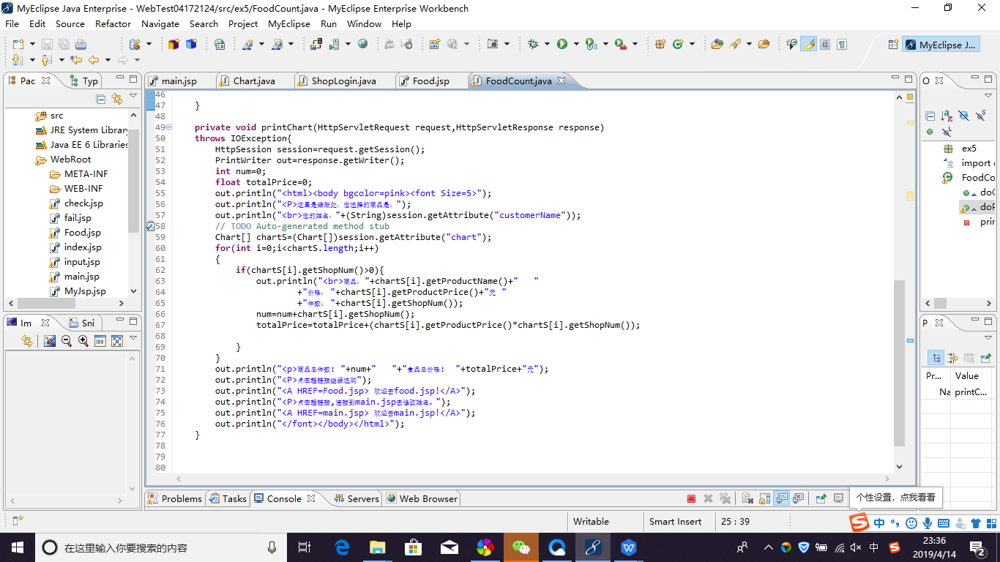 MyEclipse Java Enterprise - WebTest04172124/src/ex5/FoodCount.java - MyEclipse Enterprise Workbench
File Edit Source Refactor Navigate Search Project MyEclipse Run Window Help
MyEclipse J...
Pac
Typ
main.jsp
Chart.java
ShopLogin.java
Food.jsp
FoodCount.java
src
JRE System Library
Java EE 6 Libraries
WebRoot
META-INF
WEB-INF
check.jsp
fail.jsp
Food.jsp
index.jsp
input.jsp
main.jsp
MyJsp.jsp
Im
Sni
46
47 }
48
49 private void printChart(HttpServletRequest request,HttpServletResponse response)
50 throws IOException{
51 HttpSession session=request.getSession();
52 PrintWriter out=response.getWriter();
53 int num=0;
54 float totalPrice=0;
55 out.println("<html><body bgcolor=pink><font Size=5>");
56 out.println("<P>这里是结账处，您选择的商品是：");
57 out.println("<br>您的姓名："+(String)session.getAttribute("customerName"));
58 // TODO Auto-generated method stub
59 Chart[] chartS=(Chart[])session.getAttribute("chart");
60 for(int i=0;i<chartS.length;i++)
61 {
62 if(chartS[i].getShopNum()>0){
63 out.println("<br>商品："+chartS[i].getProductName()+"   "
64 +"价格： "+chartS[i].getProductPrice()+"元 "
65 +"件数： "+chartS[i].getShopNum());
66 num=num+chartS[i].getShopNum();
67 totalPrice=totalPrice+(chartS[i].getProductPrice()*chartS[i].getShopNum());
68
69 }
70 }
71 out.println("<p>商品总件数： "+num+"   "+"食品总价格：  "+totalPrice+"元");
72 out.println("<P>点击超链接继续选购");
73 out.println("<A HREF=Food.jsp> 欢迎去food.jsp!</A>");
74 out.println("<P>点击超链接,连接到main.jsp去修改姓名。");
75 out.println("<A HREF=main.jsp> 欢迎去main.jsp!</A>");
76 out.println("</font></body></html>");
77 }
78
79
80
O
ex5
import
FoodCo
do
do
pri
P
Pr...
Value
Na
printC...
Problems
Tasks
Console
Servers
Web Browser
个性设置，点我看看
Writable
Smart Insert
25 : 39
中
在这里输入你要搜索的内容
中
23:36
2019/4/14
2